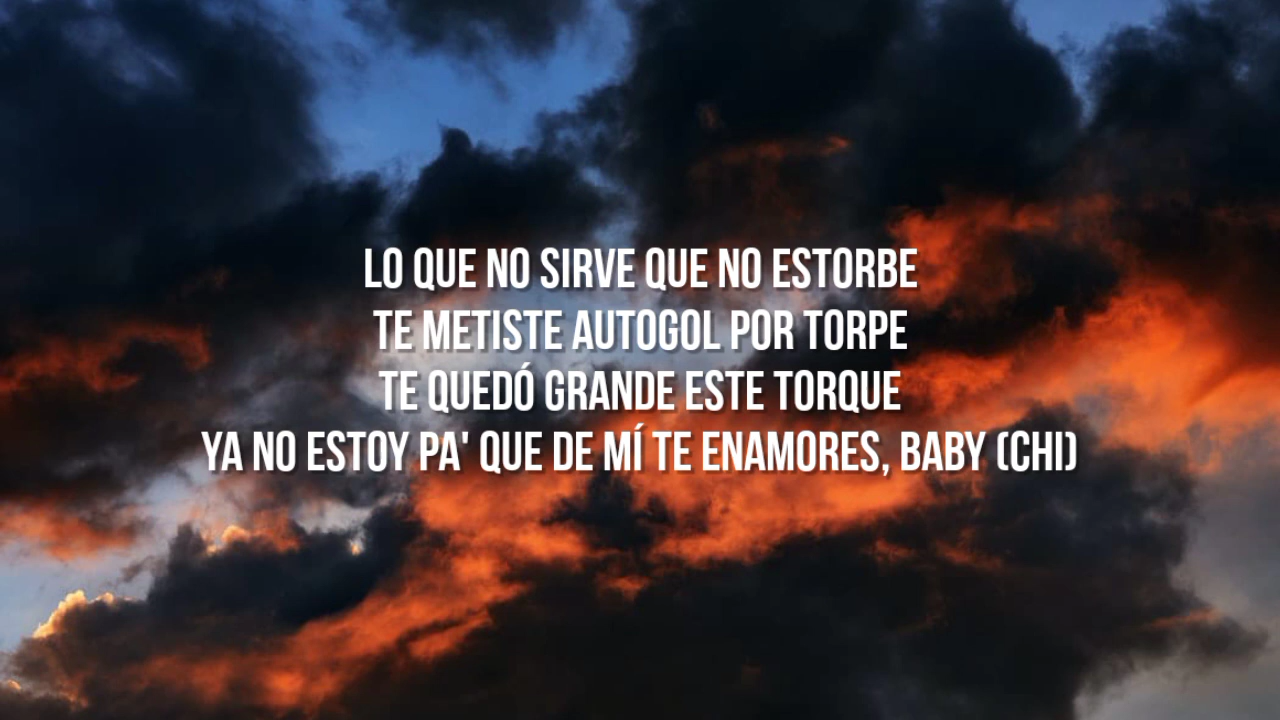 LO QUE NO SIRVE QUE NO ESTORBE
TE METISTE AUTOGOL POR TORPE
TE QUEDÓ GRANDE ESTE TORQUE
YA NO ESTOY PA' QUE DE MÍ TE ENAMORES, BABY (CHI)